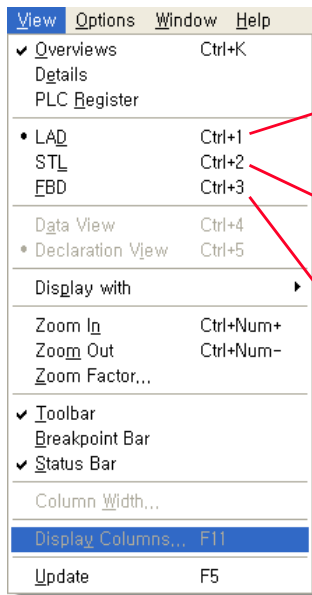 View Options Window Help
✔ Overviews Ctrl+K
Details
PLC Register
• LAD Ctrl+1
STL Ctrl+2
FBD Ctrl+3
Data View Ctrl+4
• Declaration View Ctrl+5
Display with
Zoom In Ctrl+Num+
Zoom Out Ctrl+Num-
Zoom Factor...
✔ Toolbar
Breakpoint Bar
✔ Status Bar
Column Width...
Display Columns... F11
Update F5